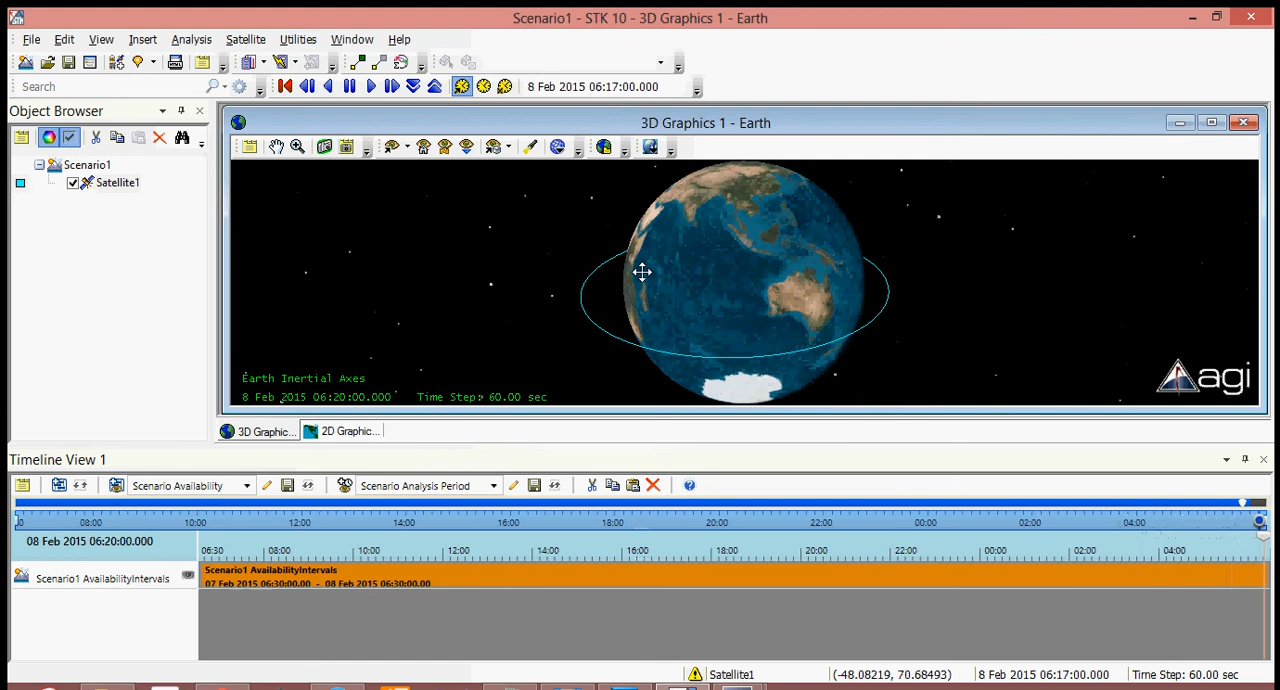 Scenario1 - STK 10 - 3D Graphics 1 - Earth
File Edit View Insert Analysis Satellite Utilities Window Help
Search
8 Feb 2015 06:17:00.000
Object Browser
3D Graphics 1 - Earth
Scenario1
Satellite1
Earth Inertial Axes
8 Feb 2015 06:20:00.000 Time Step: 60.00 sec
agi
3D Graphic...
2D Graphic...
Timeline View 1
Scenario Availability
Scenario Analysis Period
08:00 10:00 12:00 14:00 16:00 18:00 20:00 22:00 00:00 02:00 04:00
08 Feb 2015 06:20:00.000
06:30 08:00 10:00 12:00 14:00 16:00 18:00 20:00 22:00 00:00 02:00 04:00
Scenario1 AvailabilityIntervals
Scenario1 AvailabilityIntervals
07 Feb 2015 06:30:00.00 - 08 Feb 2015 06:30:00.00
Satellite1
(-48.08219, 70.68493)
8 Feb 2015 06:17:00.000
Time Step: 60.00 sec